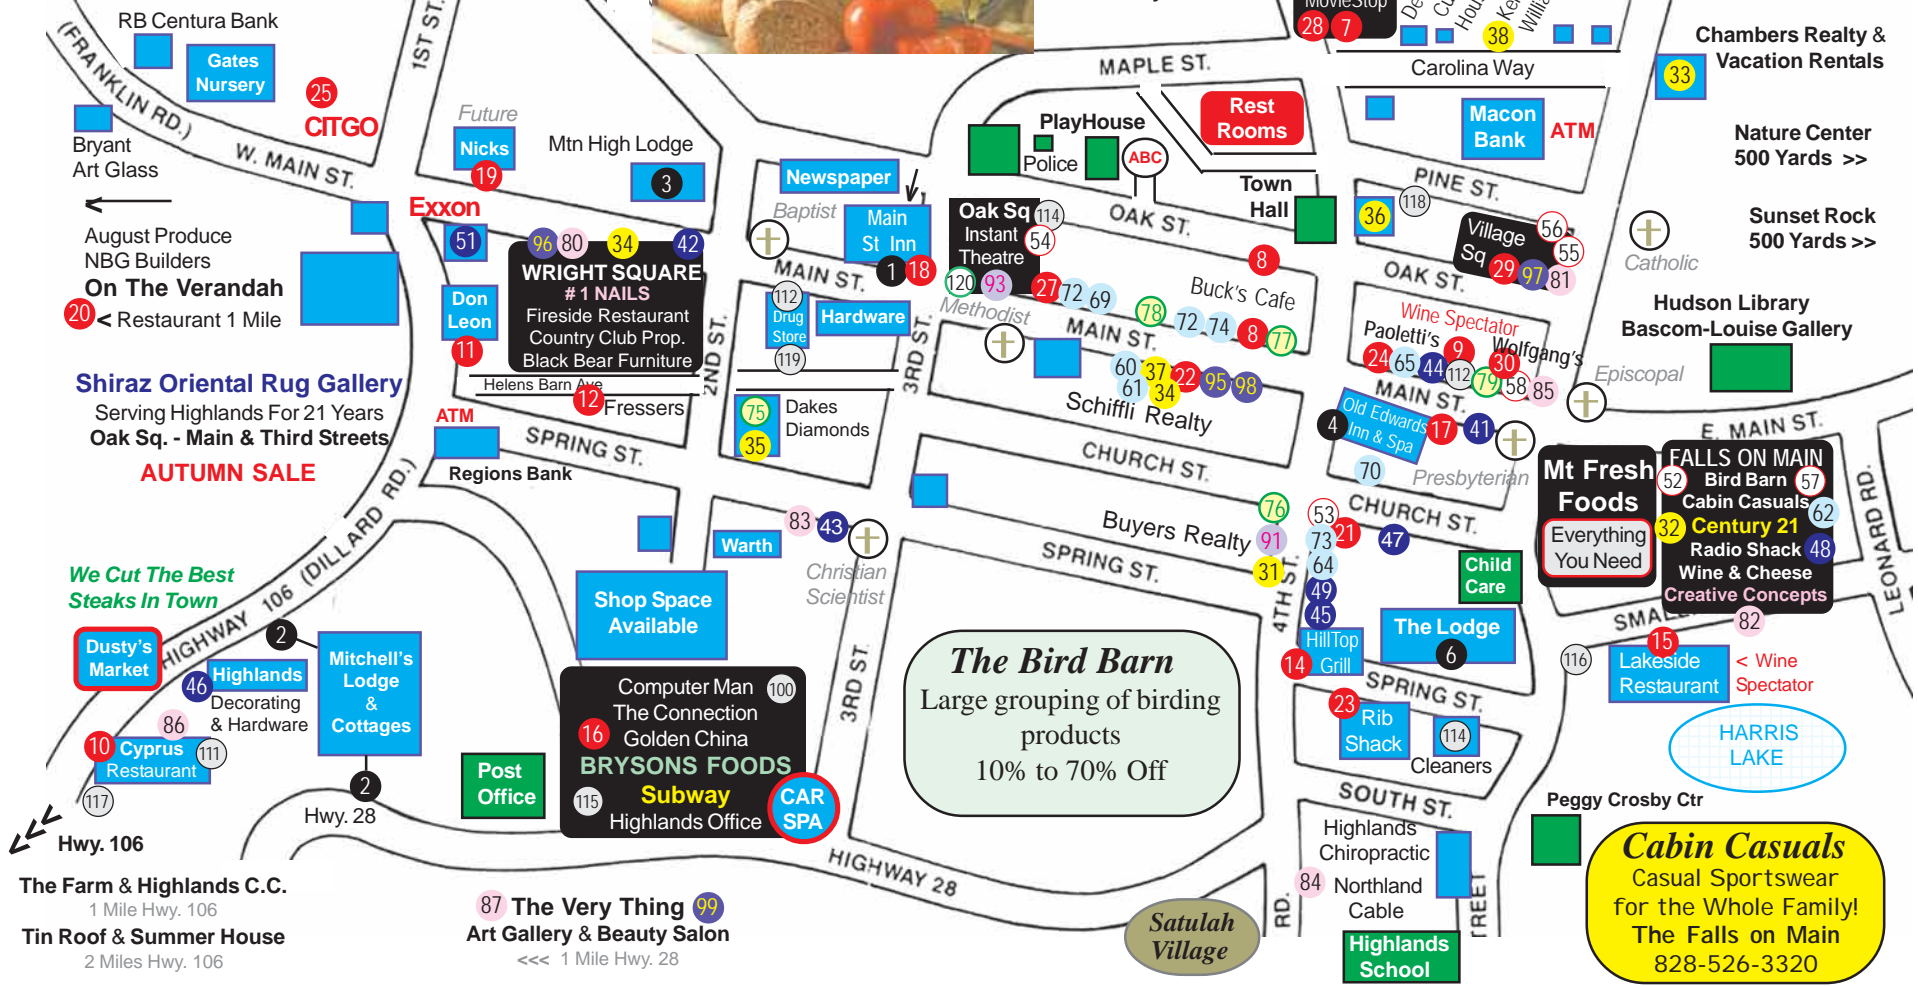 RB Centura Bank
Gates
Nursery
(FRANKLIN RD.)
1ST ST.
25
CITGO
Bryant
Art Glass
W. MAIN ST.
Future
Nicks
19
Mtn High Lodge
3
Exxon
51
August Produce
NBG Builders
On The Verandah
20 < Restaurant 1 Mile
96 80 34 42
WRIGHT SQUARE
# 1 NAILS
Fireside Restaurant
Country Club Prop.
Black Bear Furniture
Don
Leon
11
Helens Barn Ave
12 Fressers
2ND ST.
Shiraz Oriental Rug Gallery
Serving Highlands For 21 Years
Oak Sq. - Main & Third Streets
AUTUMN SALE
ATM
Regions Bank
SPRING ST.
Newspaper
Baptist
Main
St Inn
1 18
MAIN ST.
112
Drug
Store
119
Hardware
3RD ST.
75
35
Dakes
Diamonds
MovieStop
28 7
38
Carolina Way
MAPLE ST.
PlayHouse
Police
ABC
Rest
Rooms
Town
Hall
Macon
Bank
ATM
PINE ST.
36
118
33
Chambers Realty &
Vacation Rentals
Nature Center
500 Yards >>
Sunset Rock
500 Yards >>
Catholic
Oak Sq
Instant
Theatre
114
54
120 93
OAK ST.
8
Buck's Cafe
27 72 69
78
72 74 8 77
Methodist
MAIN ST.
60 37 22 95 98
61 34
Schiffli Realty
CHURCH ST.
Village
Sq
56
55
29 97 81
OAK ST.
Wine Spectator
Paoletti's
Wolfgang's
9
30
24 65 44 112 79 58 85
MAIN ST.
Episcopal
Hudson Library
Bascom-Louise Gallery
Old Edwards
Inn & Spa
4
17
41
70
Presbyterian
E. MAIN ST.
LEONARD RD.
Mt Fresh
Foods
Everything
You Need
FALLS ON MAIN
52 Bird Barn 57
Cabin Casuals 62
32 Century 21
Radio Shack 48
Wine & Cheese
Creative Concepts
82
76
Buyers Realty 91
31
53
73 21
64
49
45
47
CHURCH ST.
4TH ST.
SPRING ST.
83 43
Warth
Christian
Scientist
Child
Care
HIGHWAY 106 (DILLARD RD.)
We Cut The Best
Steaks In Town
Dusty's
Market
2
46
Highlands
Decorating
& Hardware
Mitchell's
Lodge
&
Cottages
2
Hwy. 28
86
10
Cyprus
Restaurant
111
117
Hwy. 106
The Farm & Highlands C.C.
1 Mile Hwy. 106
Tin Roof & Summer House
2 Miles Hwy. 106
Shop Space
Available
Computer Man 100
The Connection
16 Golden China
BRYSONS FOODS
115 Subway
Highlands Office
CAR
SPA
Post
Office
3RD ST.
HIGHWAY 28
87 The Very Thing 99
Art Gallery & Beauty Salon
<<< 1 Mile Hwy. 28
The Bird Barn
Large grouping of birding
products
10% to 70% Off
HillTop
Grill
14
The Lodge
6
SPRING ST.
23
Rib
Shack
114
Cleaners
SOUTH ST.
116
15
Lakeside
Restaurant
< Wine
Spectator
HARRIS
LAKE
Peggy Crosby Ctr
Highlands
Chiropractic
84
Northland
Cable
RD.
Satulah
Village
Highlands
School
Cabin Casuals
Casual Sportswear
for the Whole Family!
The Falls on Main
828-526-3320